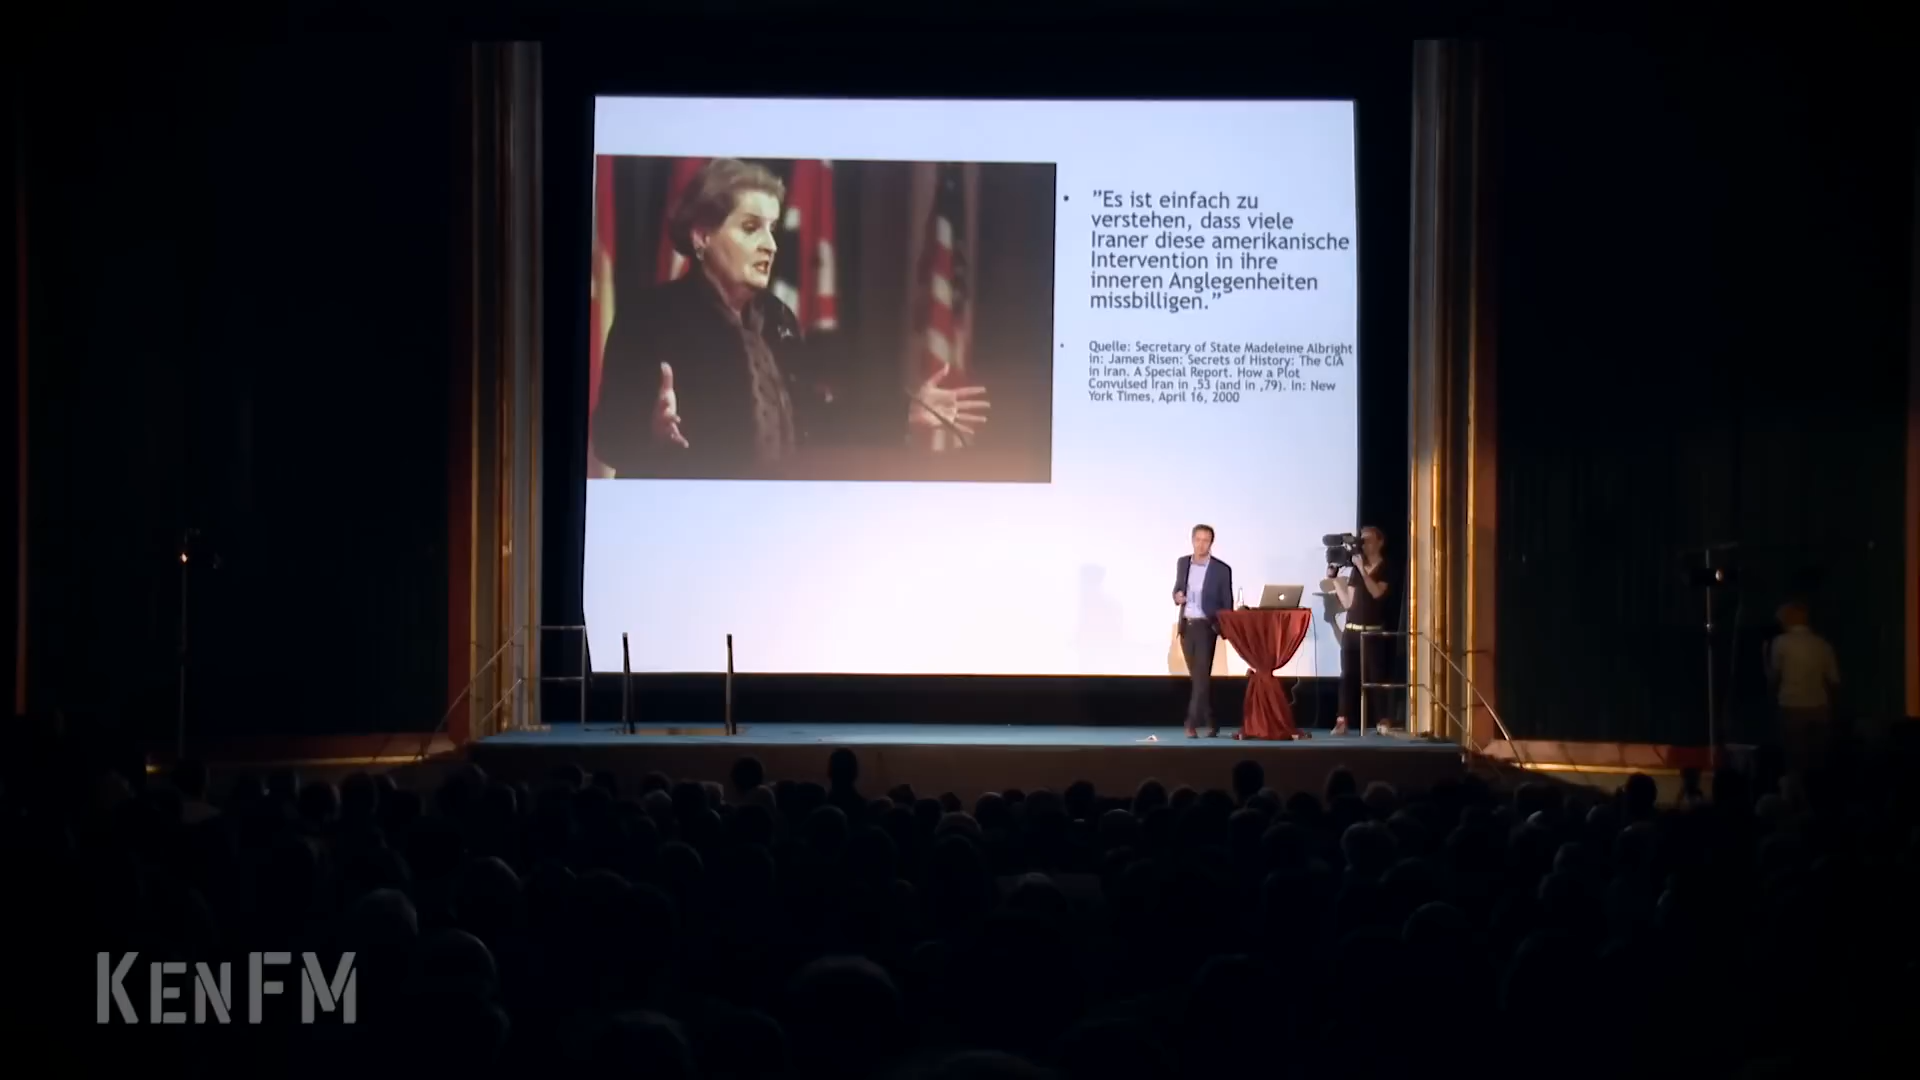 ”Es ist einfach zu
verstehen, dass viele
Iraner diese amerikanische
Intervention in ihre
inneren Anglegenheiten
missbilligen.”
Quelle: Secretary of State Madeleine Albright
in: James Risen: Secrets of History: The CIA
in Iran. A Special Report. How a Plot
Convulsed Iran in ‚53 (and in ‚79). In: New
York Times, April 16, 2000
KENFM